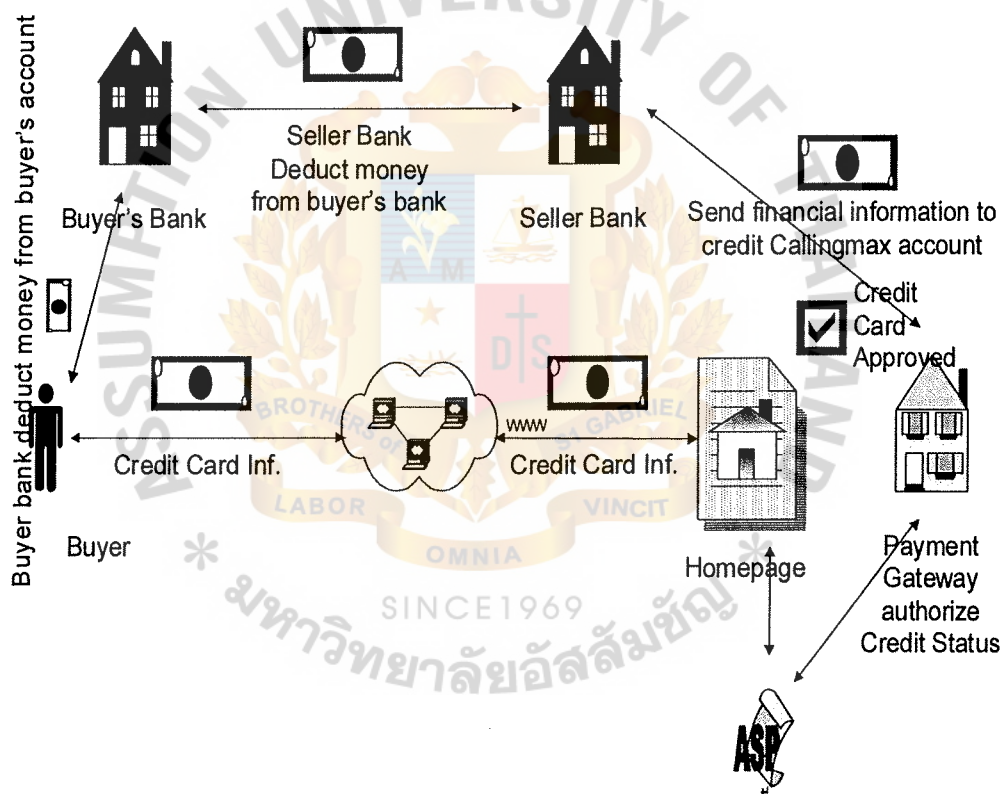 Buyer bank deduct money from buyer's account
Buyer's Bank
Seller Bank
Deduct money
from buyer's bank
Seller Bank
Send financial information to
credit Callingmax account
Credit
Card
Approved
Credit Card Inf.
www
Credit Card Inf.
Buyer
Homepage
Payment
Gateway
authorize
Credit Status
ASP
ASSUMPTION UNIVERSITY OF THAILAND
A M
D S
BROTHERS of
St GABRIEL
LABOR
VINCIT
OMNIA
SINCE1969
มหาวิทยาลัยอัสสัมชัญ